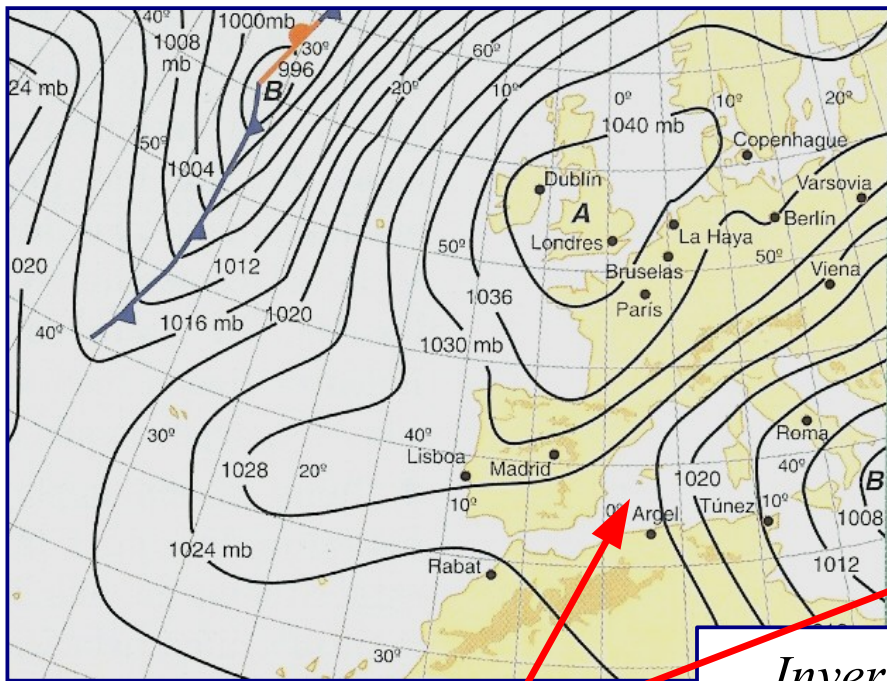 40º
1000mb
1008
mb
30º
996
B
24 mb
20º
10º
60º
0º
10º
20º
1040 mb
Copenhague
50º
1004
Dublín
A
Varsovia
Londres
La Haya
Berlín
50º
50º
Bruselas
Viena
020
1012
1036
París
1016 mb
1020
40º
1030 mb
30º
40º
Roma
Lisboa
Madrid
1028
20º
40º
B
10º
1020
Túnez
10º
0º
Argel
1008
1024 mb
Rabat
1012
30º
Inver